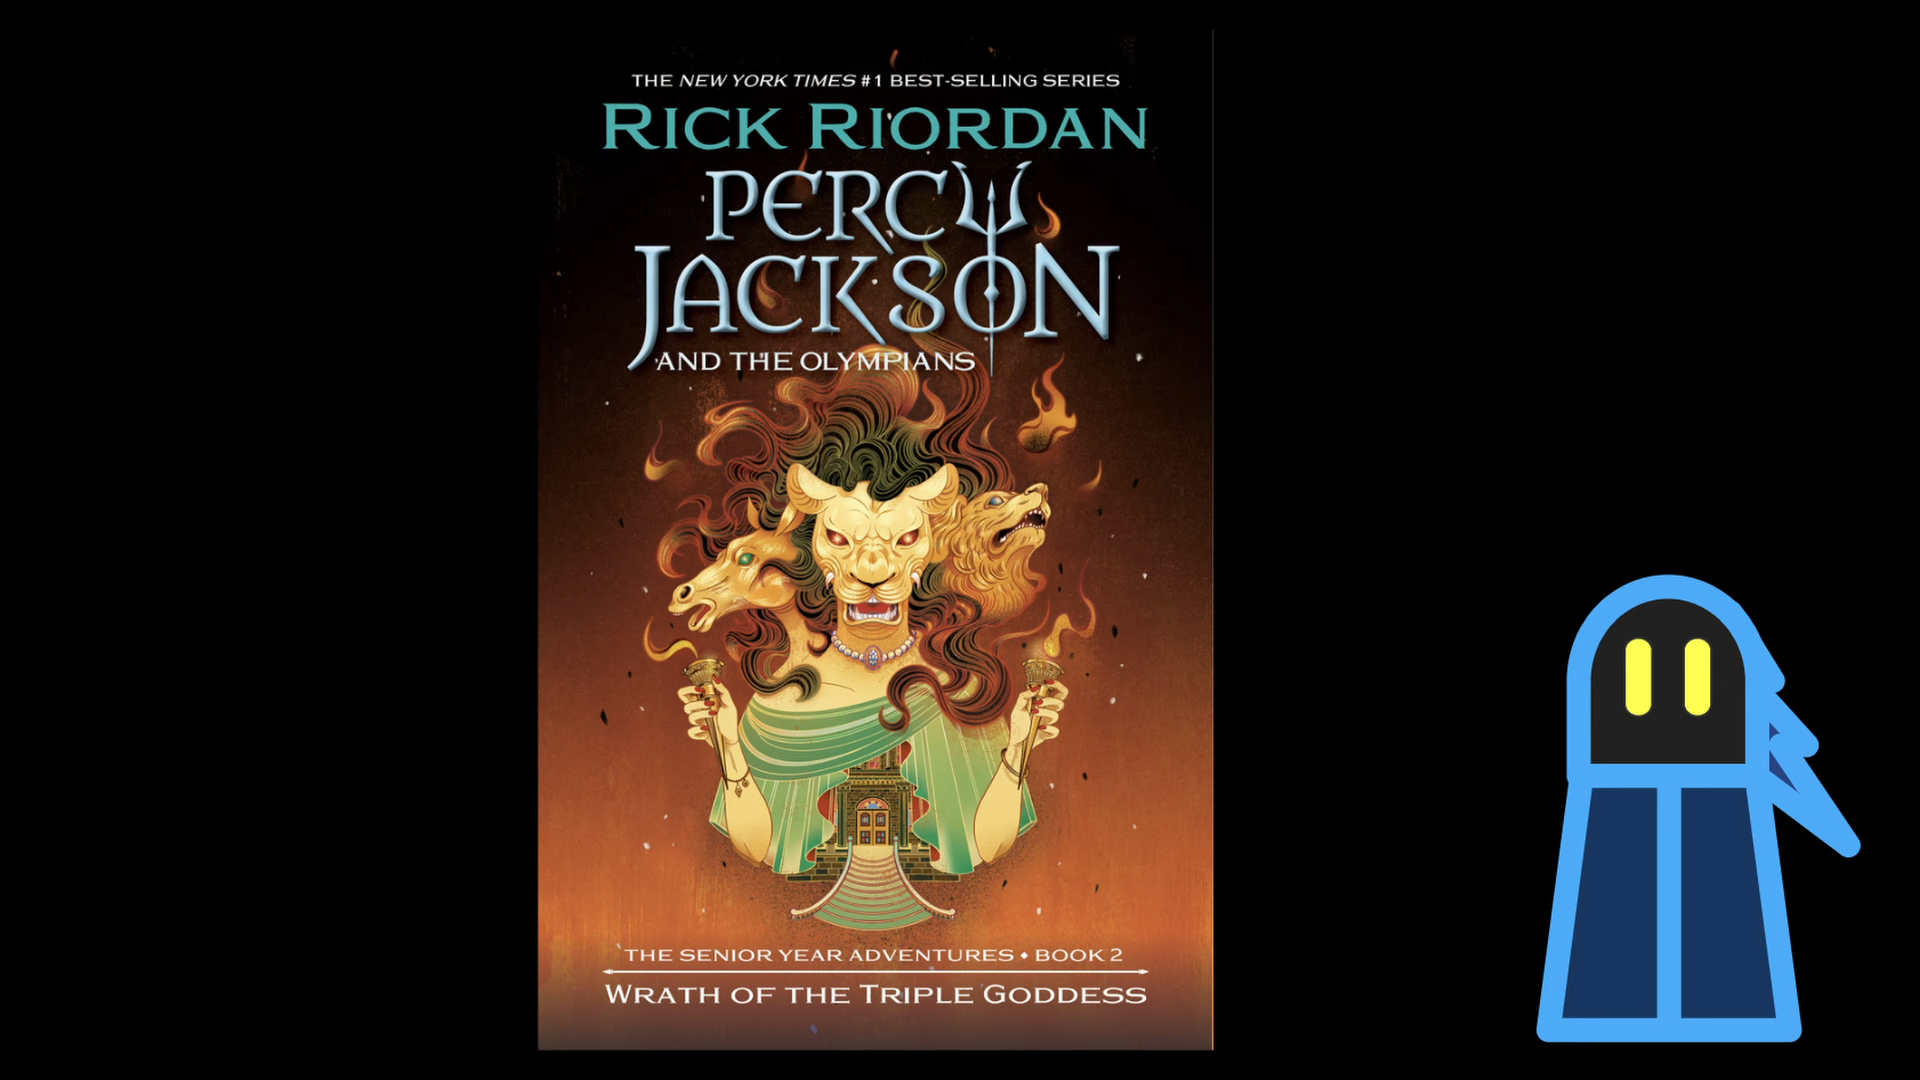 THE NEW YORK TIMES #1 BEST-SELLING SERIES
RICK RIORDAN
PERCY
JACKSON
AND THE OLYMPIANS
THE SENIOR YEAR ADVENTURES • BOOK 2
WRATH OF THE TRIPLE GODDESS